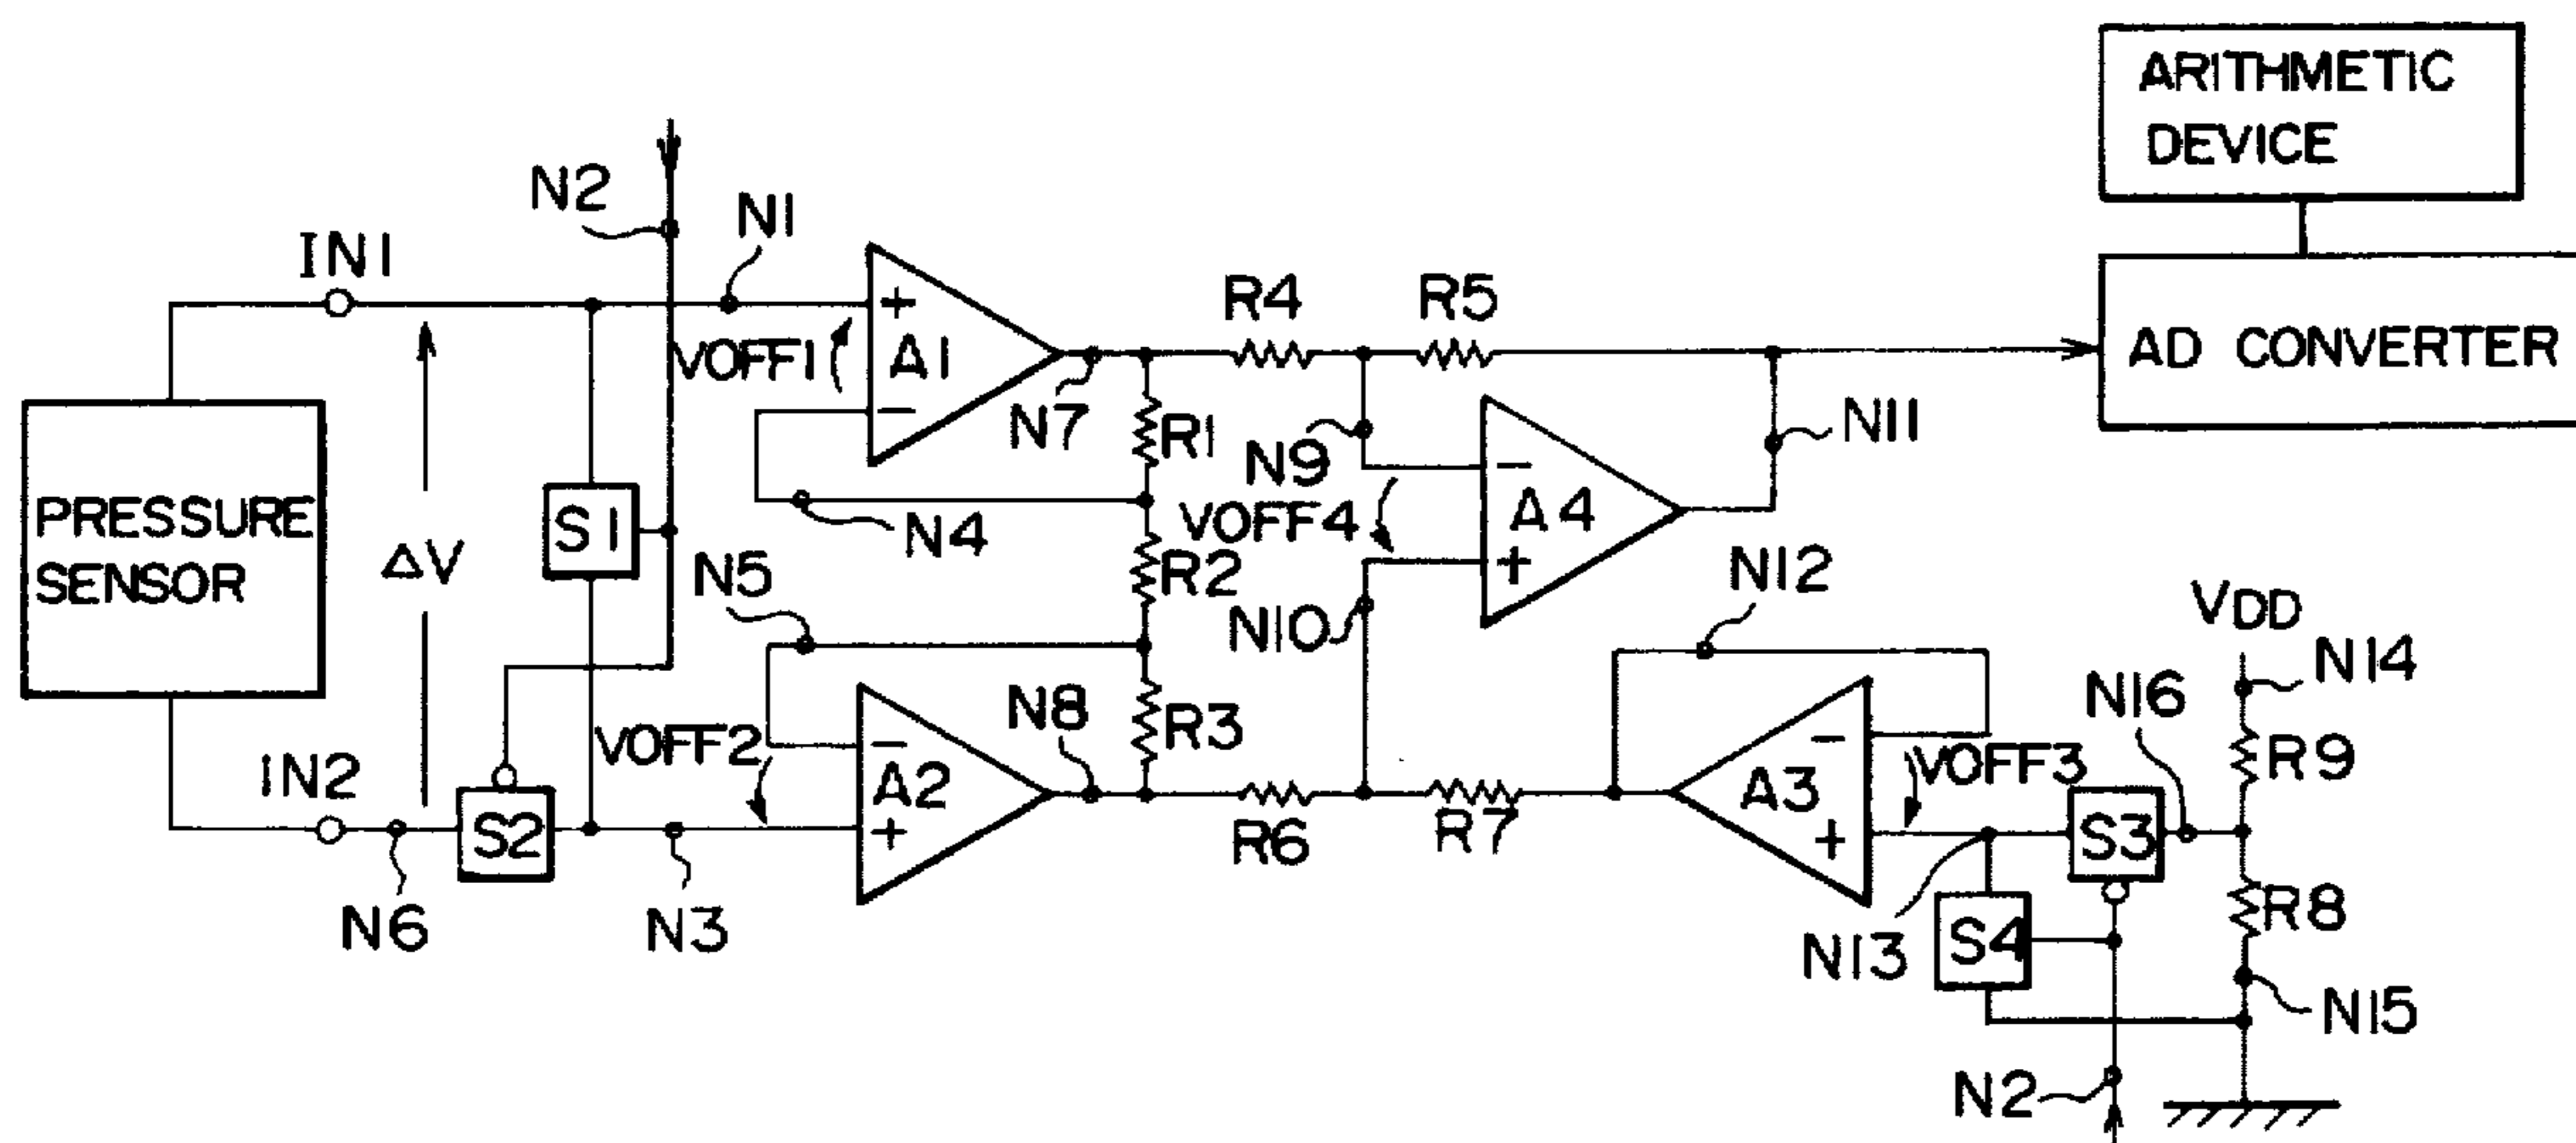 ARITHMETIC
DEVICE
N2
N1
IN1
R4
R5
+
A1
VOFF1
−
N7
R1
N9
−
A4
N11
AD CONVERTER
PRESSURE
SENSOR
ΔV
S1
N4
VOFF4
+
N5
R2
N10
N12
VDD
N14
N8
R3
N16
−
A3
VOFF3
R9
IN2
VOFF2
−
A2
+
S2
R6
R7
+
S3
N6
N3
N13
S4
R8
N15
N2